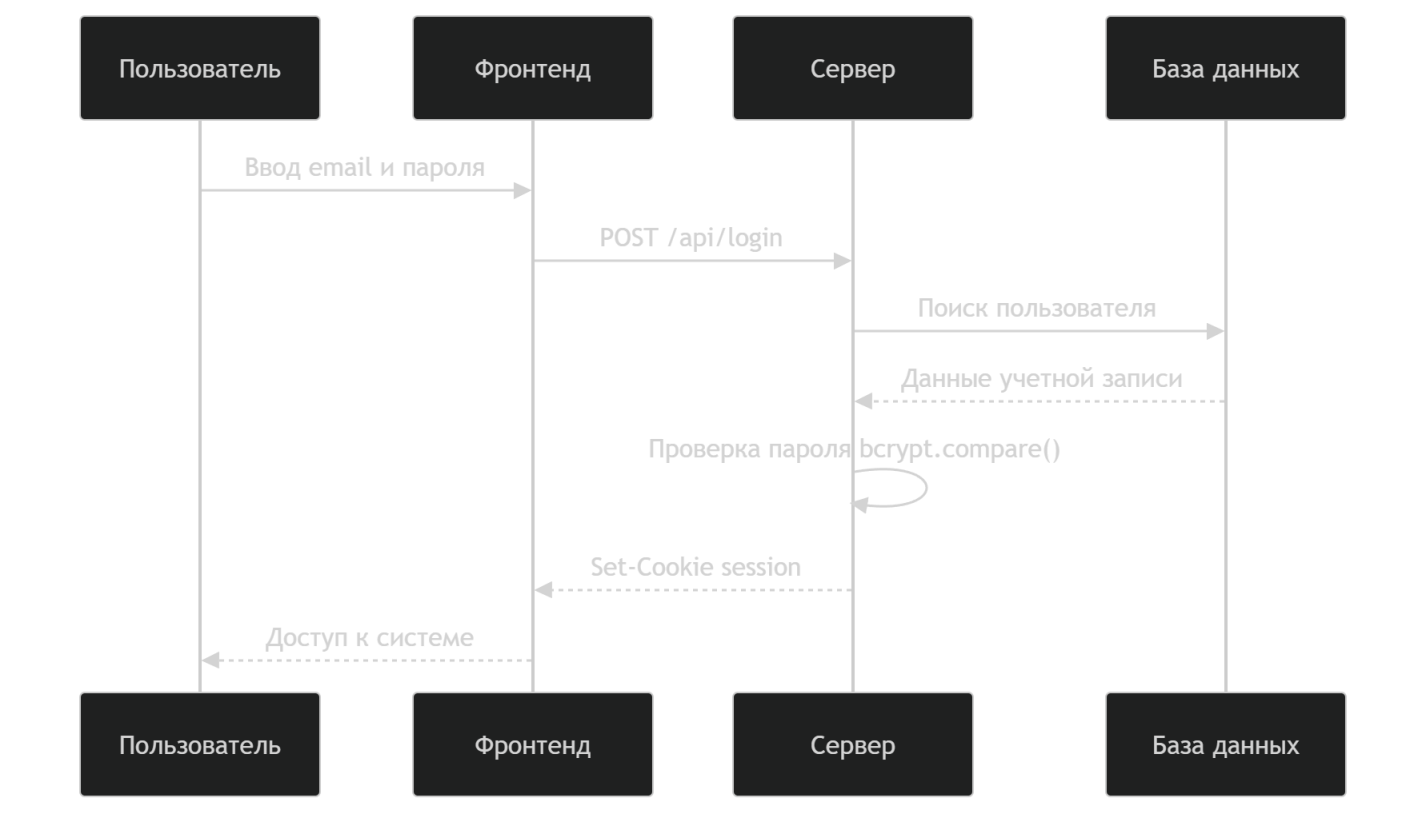 Пользователь
Фронтенд
Сервер
База данных
Ввод email и пароля
POST /api/login
Поиск пользователя
Данные учетной записи
Проверка пароля bcrypt.compare()
Set-Cookie session
Доступ к системе
Пользователь
Фронтенд
Сервер
База данных